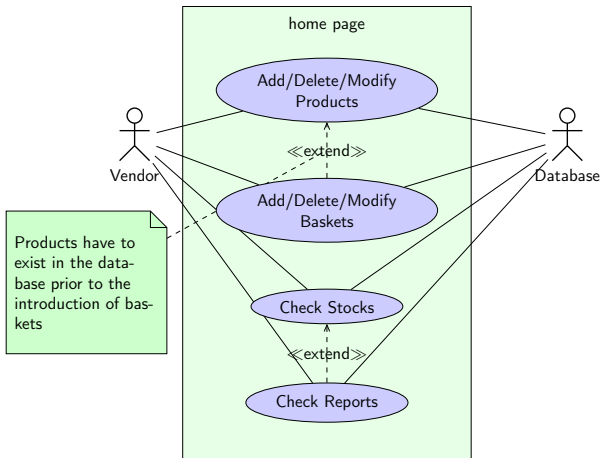 home page
Add/Delete/Modify
Products
≪extend≫
Vendor
Database
Add/Delete/Modify
Baskets
Products have to
exist in the data-
base prior to the
introduction of bas-
kets
Check Stocks
≪extend≫
Check Reports